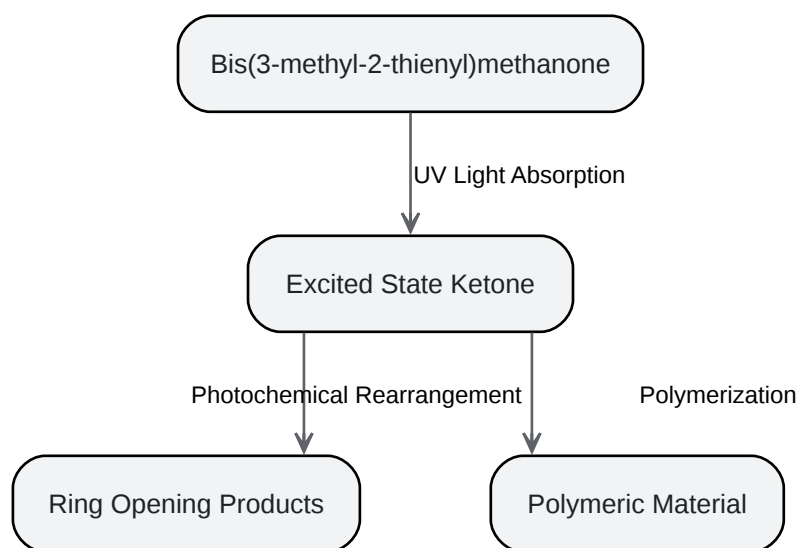 Bis(3-methyl-2-thienyl)methanone
UV Light Absorption
Excited State Ketone
Photochemical Rearrangement
Polymerization
Ring Opening Products
Polymeric Material